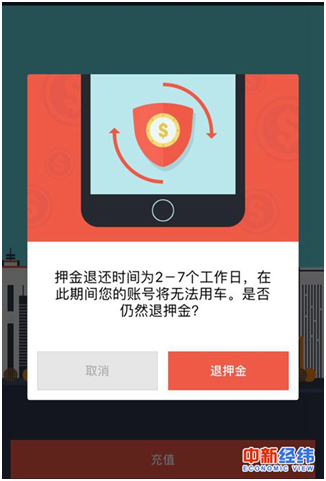 押金退还时间为2－7个工作日，在
此期间您的账号将无法用车。是否
仍然退押金？
取消
退押金
充值
中新经纬
ECONOMIC VIEW